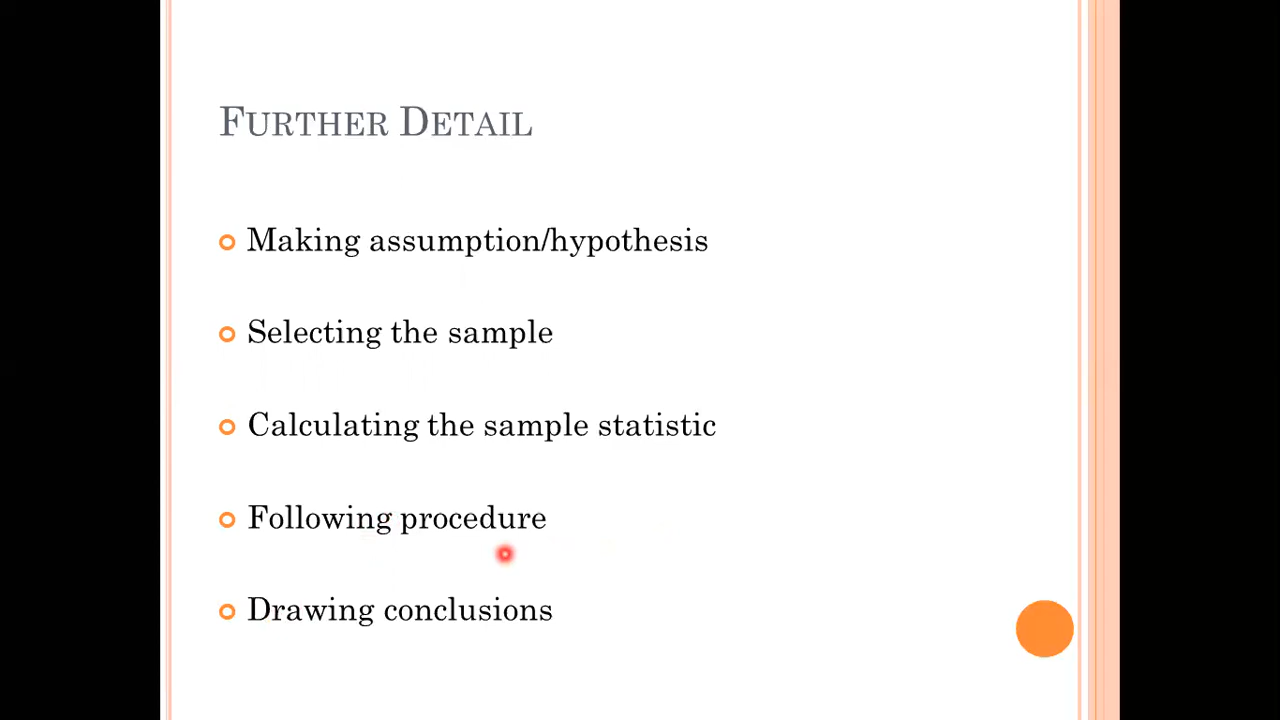 FURTHER DETAIL
Making assumption/hypothesis
Selecting the sample
Calculating the sample statistic
Following procedure
Drawing conclusions